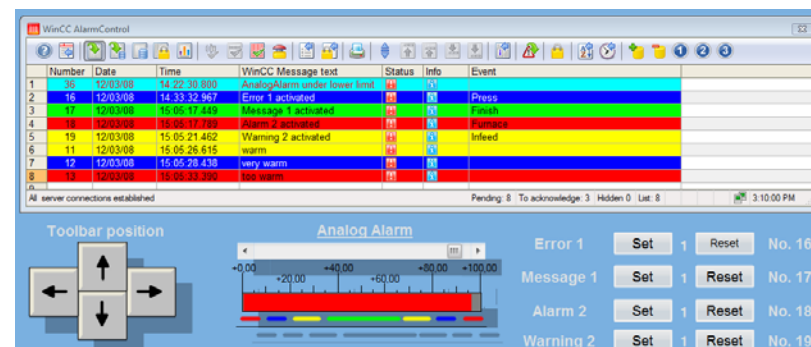 WinCC AlarmControl
Number Date Time WinCC Message text Status Info Event
1 36 12/03/08 14:22:30.800 AnalogAlarm under lower limit
2 16 12/03/08 14:33:32.967 Error 1 activated Press
3 17 12/03/08 15:05:17.449 Message 1 activated Finish
4 18 12/03/08 15:05:17.789 Alarm 2 activated Furnace
5 19 12/03/08 15:05:21.462 Warning 2 activated Infeed
6 11 12/03/08 15:05:26.615 warm
7 12 12/03/08 15:05:28.438 very warm
8 13 12/03/08 15:05:33.390 too warm
9
All server connections established Pending: 8 To acknowledge: 3 Hidden 0 List: 8 3:10:00 PM
Toolbar position
Analog Alarm
+0,00 +40,00 +80,00 +100,00
+20,00 +60,00
Error 1 Set 1 Reset No. 16
Message 1 Set 1 Reset No. 17
Alarm 2 Set 1 Reset No. 18
Warning 2 Set 1 Reset No. 19